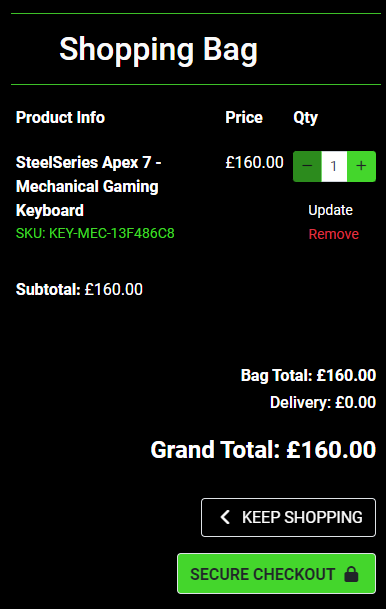 Shopping Bag
Product Info Price Qty
SteelSeries Apex 7 - £160.00 − 1 +
Mechanical Gaming
Keyboard
SKU: KEY-MEC-13F486C8
Update
Remove
Subtotal: £160.00
Bag Total: £160.00
Delivery: £0.00
Grand Total: £160.00
KEEP SHOPPING
SECURE CHECKOUT